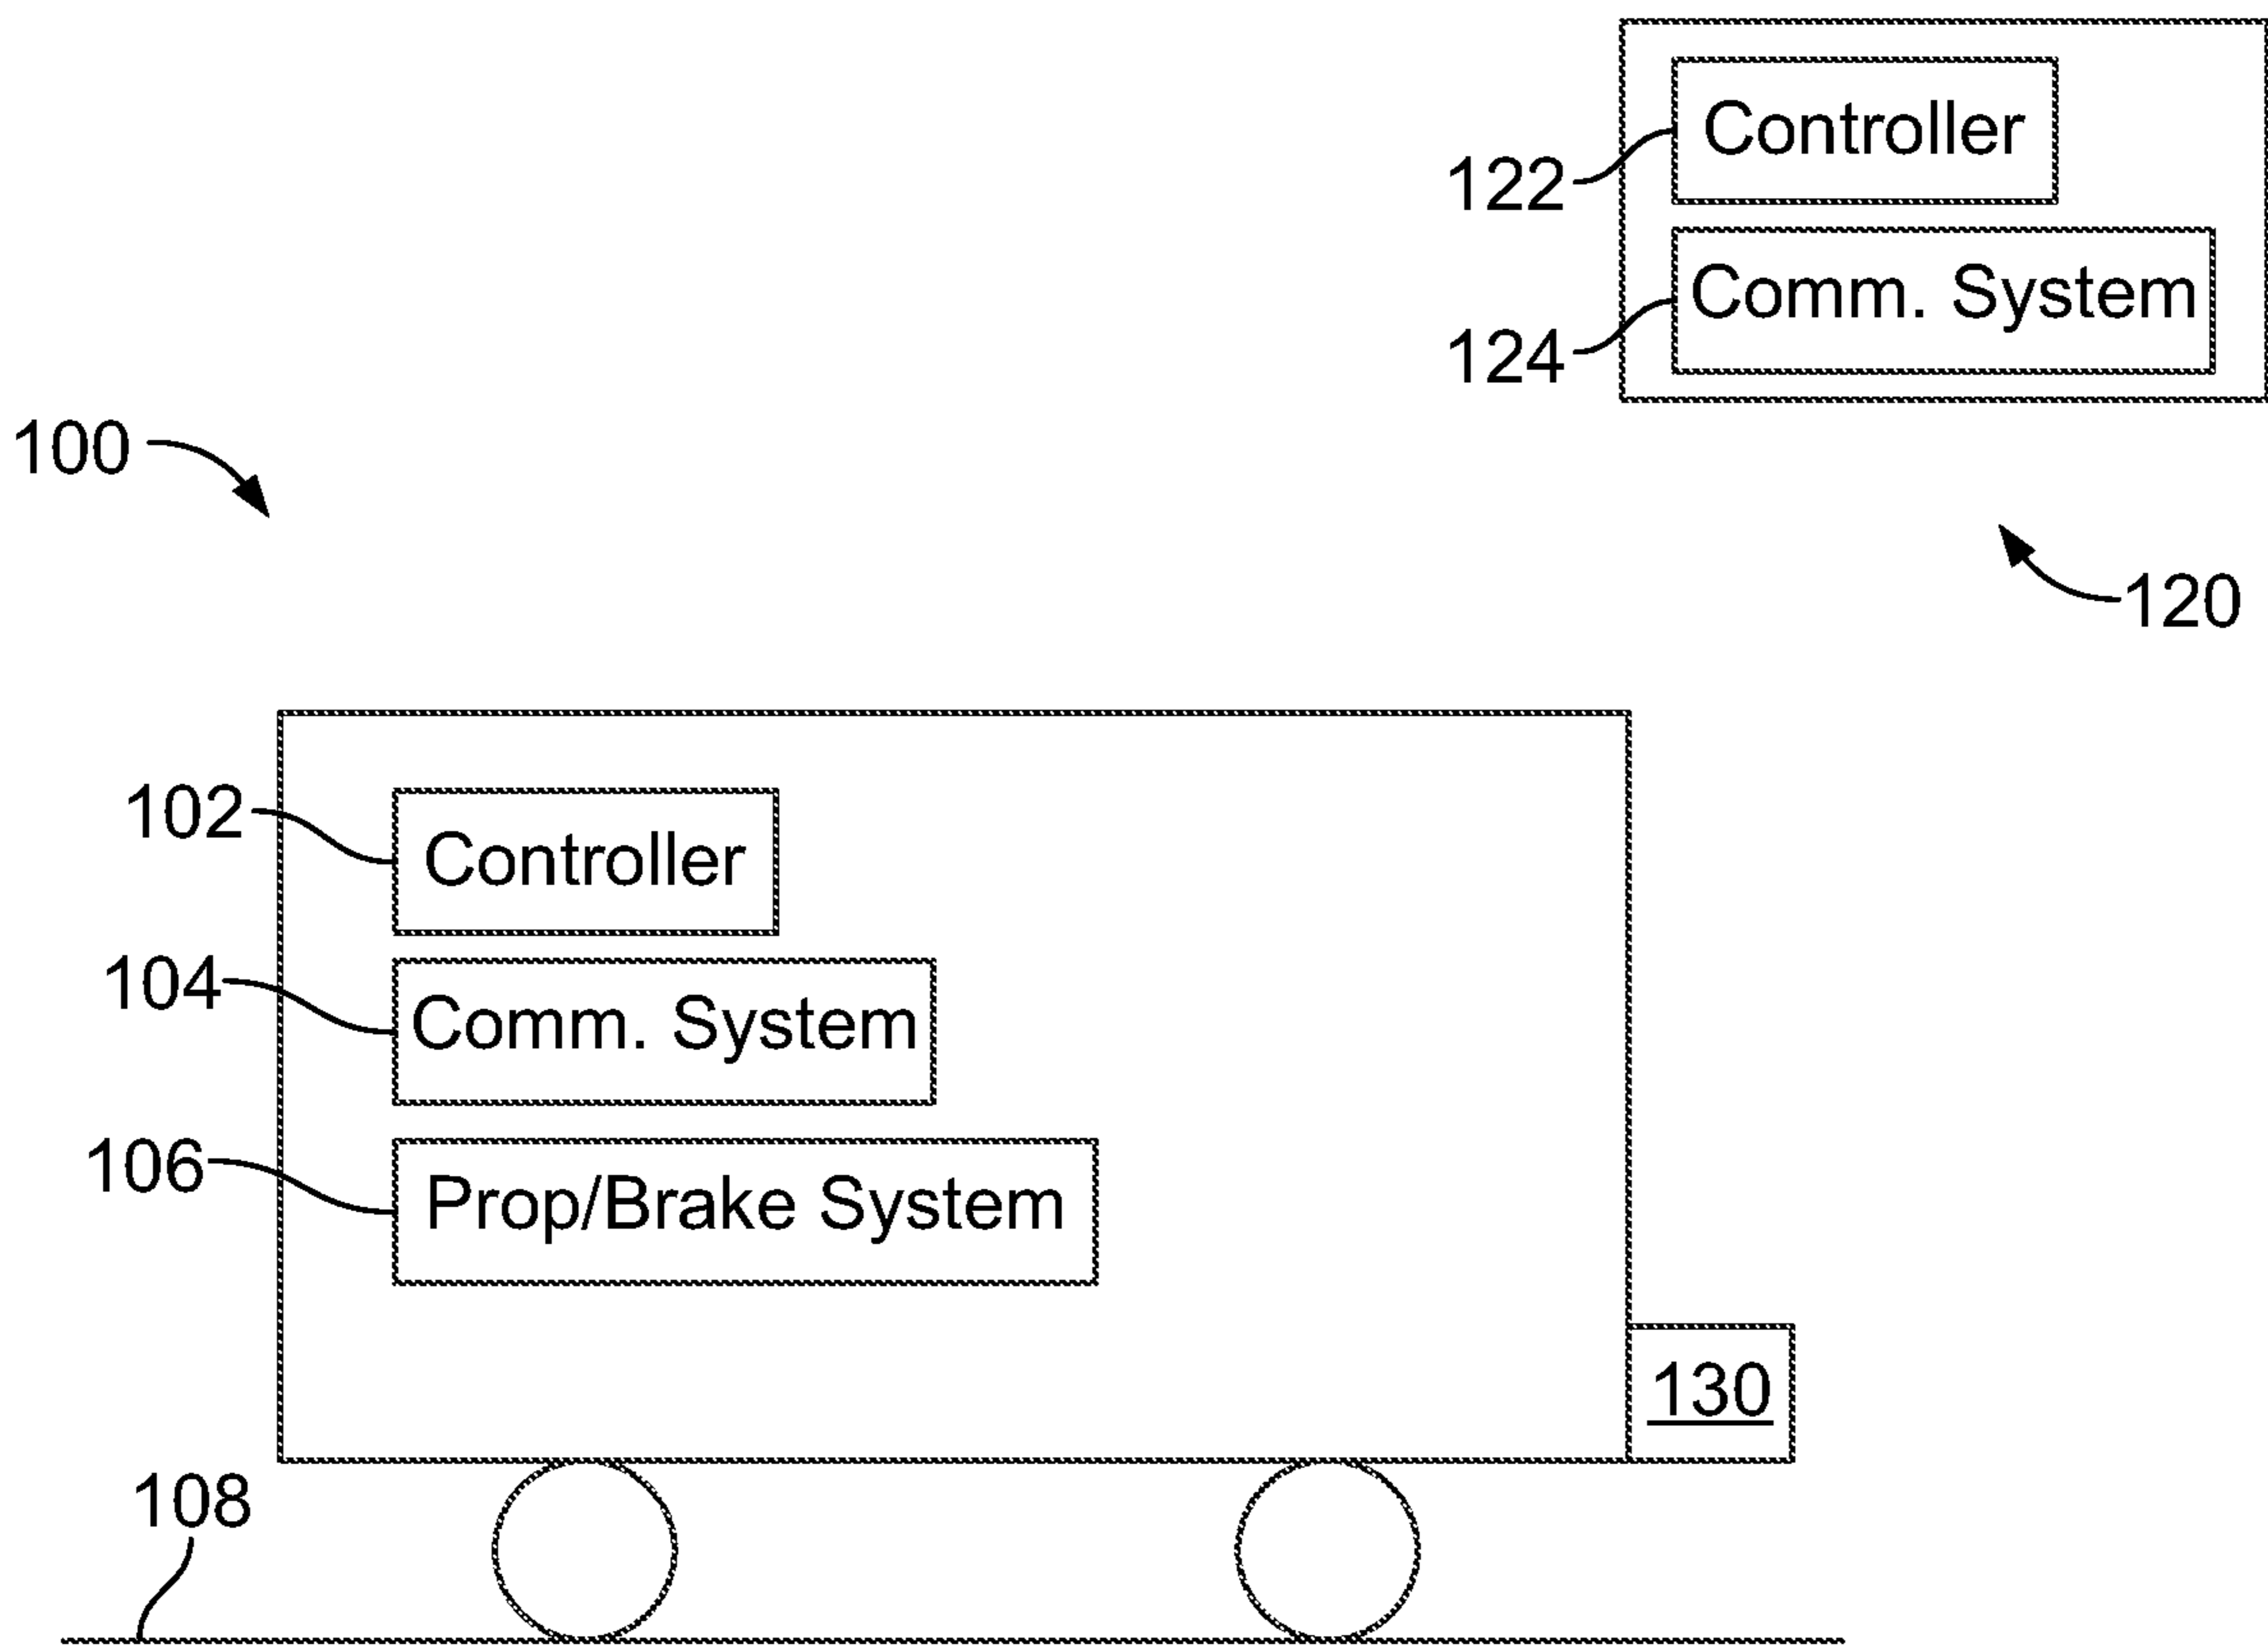 Controller
122
Comm. System
124
100
120
102
Controller
104
Comm. System
106
Prop/Brake System
130
108